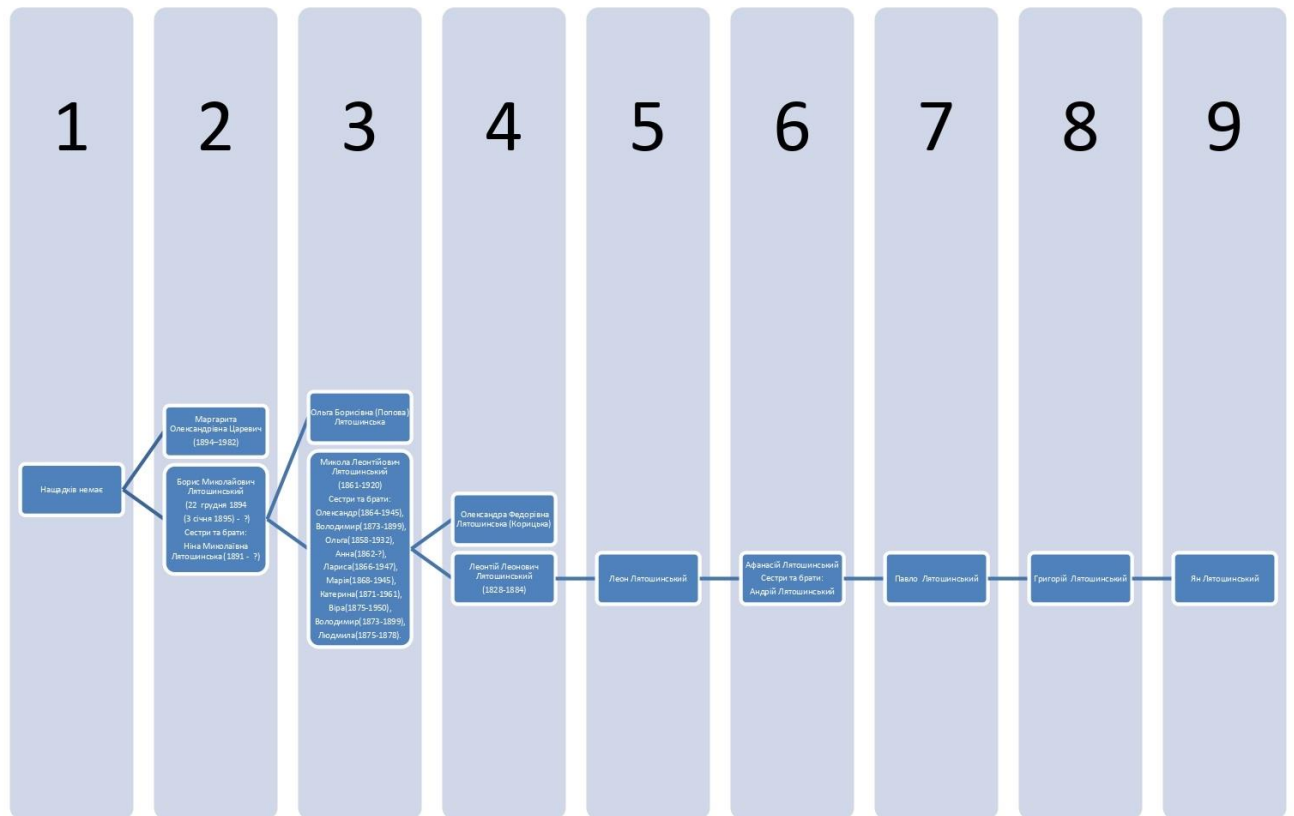 1
2
3
4
5
6
7
8
9
Нащадків немає
Маргарита
Олександрівна Царевич
(1894–1982)
Борис Миколайович
Лятошинський
(22 грудня 1894
(3 січня 1895) - ?)
Сестри та брати:
Ніна Миколаївна
Лятошинська (1891 - ?)
Ольга Борисівна (Попова)
Лятошинська
Микола Леонтійович
Лятошинський
(1861-1920)
Сестри та брати:
Олександр(1864-1945),
Володимир(1873-1899),
Ольга(1858-1932),
Анна(1862-?),
Лариса(1866-1947),
Марія(1868-1945),
Катерина(1871-1961),
Віра(1875-1950),
Володимир(1873-1899),
Людмила(1875-1878).
Олександра Федорівна
Лятошинська (Корицька)
Леонтій Леонович
Лятошинський
(1828-1884)
Леон Лятошинський
Афанасій Лятошинський
Сестри та брати:
Андрій Лятошинський
Павло Лятошинський
Григорій Лятошинський
Ян Лятошинський